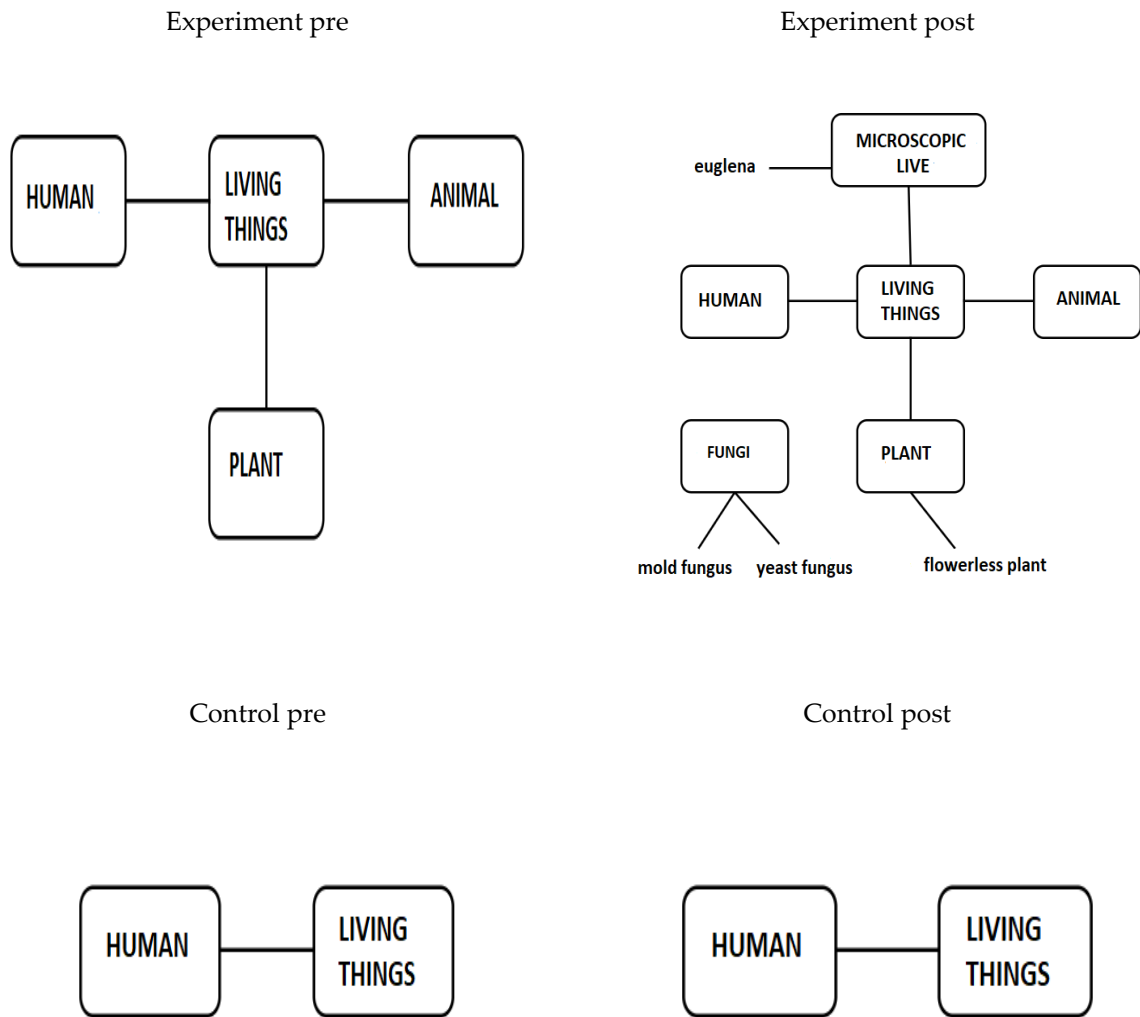 Experiment pre
HUMAN
LIVING
THINGS
ANIMAL
PLANT
Experiment post
MICROSCOPIC
LIVE
euglena
HUMAN
LIVING
THINGS
ANIMAL
FUNGI
PLANT
mold fungus
yeast fungus
flowerless plant
Control pre
HUMAN
LIVING
THINGS
Control post
HUMAN
LIVING
THINGS